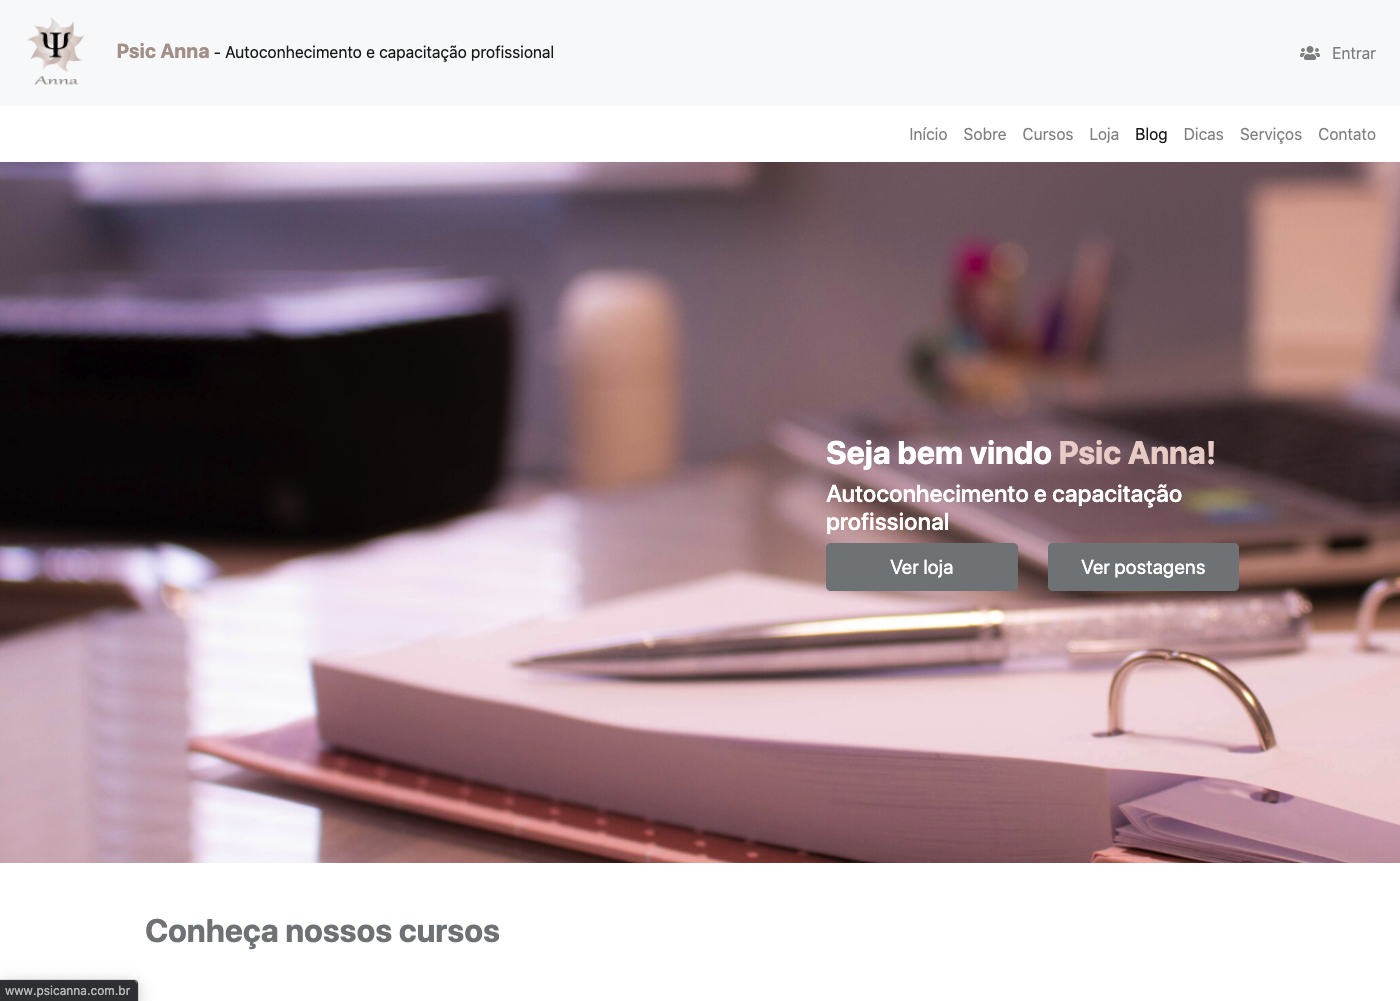 Ψ
Anna
Psic Anna - Autoconhecimento e capacitação profissional
Entrar
Início Sobre Cursos Loja Blog Dicas Serviços Contato
Seja bem vindo Psic Anna!
Autoconhecimento e capacitação
profissional
Ver loja Ver postagens
Conheça nossos cursos
www.psicanna.com.br